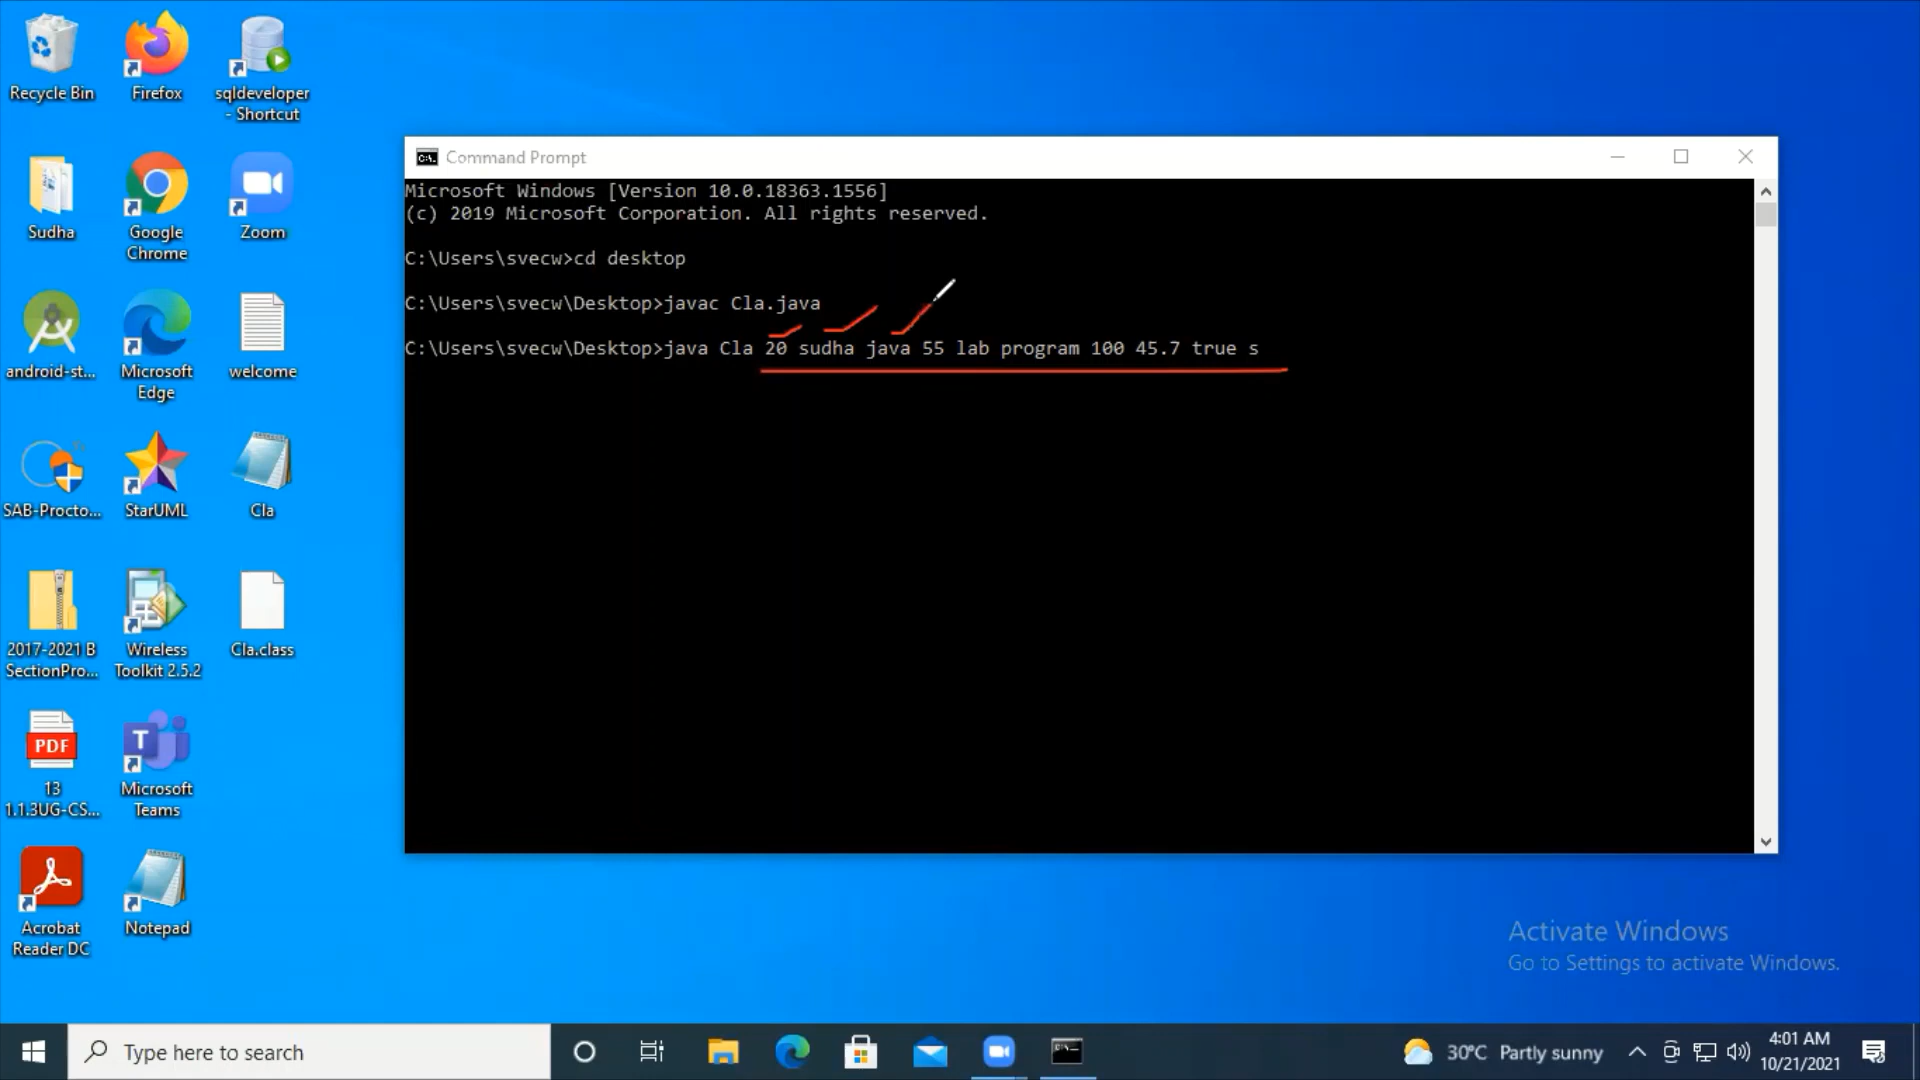 Recycle Bin
Firefox
sqldeveloper
- Shortcut
Sudha
Google
Chrome
Zoom
android-st...
Microsoft
Edge
welcome
SAB-Procto...
StarUML
Cla
2017-2021 B
SectionPro...
Wireless
Toolkit 2.5.2
Cla.class
PDF
13
1.1.3UG-CS...
Microsoft
Teams
Acrobat
Reader DC
Notepad
Command Prompt
Microsoft Windows [Version 10.0.18363.1556]
(c) 2019 Microsoft Corporation. All rights reserved.
C:\Users\svecw>cd desktop
C:\Users\svecw\Desktop>javac Cla.java
C:\Users\svecw\Desktop>java Cla 20 sudha java 55 lab program 100 45.7 true s
Activate Windows
Go to Settings to activate Windows.
Type here to search
30°C Partly sunny
4:01 AM
10/21/2021